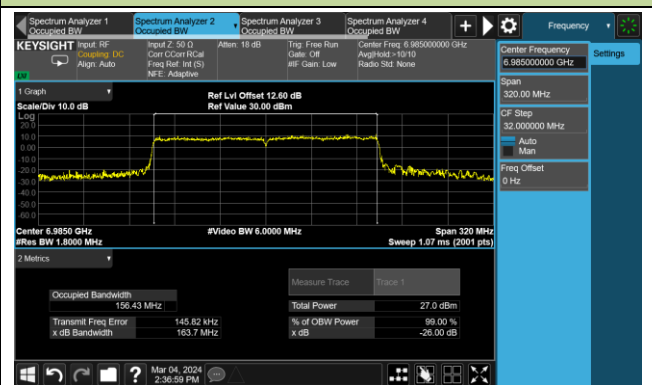 Spectrum Analyzer 1
Occupied BW
Spectrum Analyzer 2
Occupied BW
Spectrum Analyzer 3
Occupied BW
Spectrum Analyzer 4
Occupied BW
Frequency
KEYSIGHT
Input: RF
Coupling: DC
Align: Auto
Input Z: 50 Ω
Corr CCorr RCal
Freq Ref: Int (S)
NFE: Adaptive
Atten: 18 dB
Trig: Free Run
Gate: Off
#IF Gain: Low
Center Freq: 6.985000000 GHz
Avg|Hold:>10/10
Radio Std: None
Center Frequency
6.985000000 GHz
Settings
Span
320.00 MHz
CF Step
32.000000 MHz
Auto
Man
Freq Offset
0 Hz
1 Graph
Scale/Div 10.0 dB
Ref Lvl Offset 12.60 dB
Ref Value 30.00 dBm
Log
20.0
10.0
0.00
-10.0
-20.0
-30.0
-40.0
-50.0
-60.0
Center 6.9850 GHz
#Res BW 1.8000 MHz
#Video BW 6.0000 MHz
Span 320 MHz
Sweep 1.07 ms (2001 pts)
2 Metrics
Measure Trace
Trace 1
Occupied Bandwidth
156.43 MHz
Total Power
27.0 dBm
Transmit Freq Error
145.82 kHz
% of OBW Power
99.00 %
x dB Bandwidth
163.7 MHz
x dB
-26.00 dB
Mar 04, 2024
2:36:59 PM